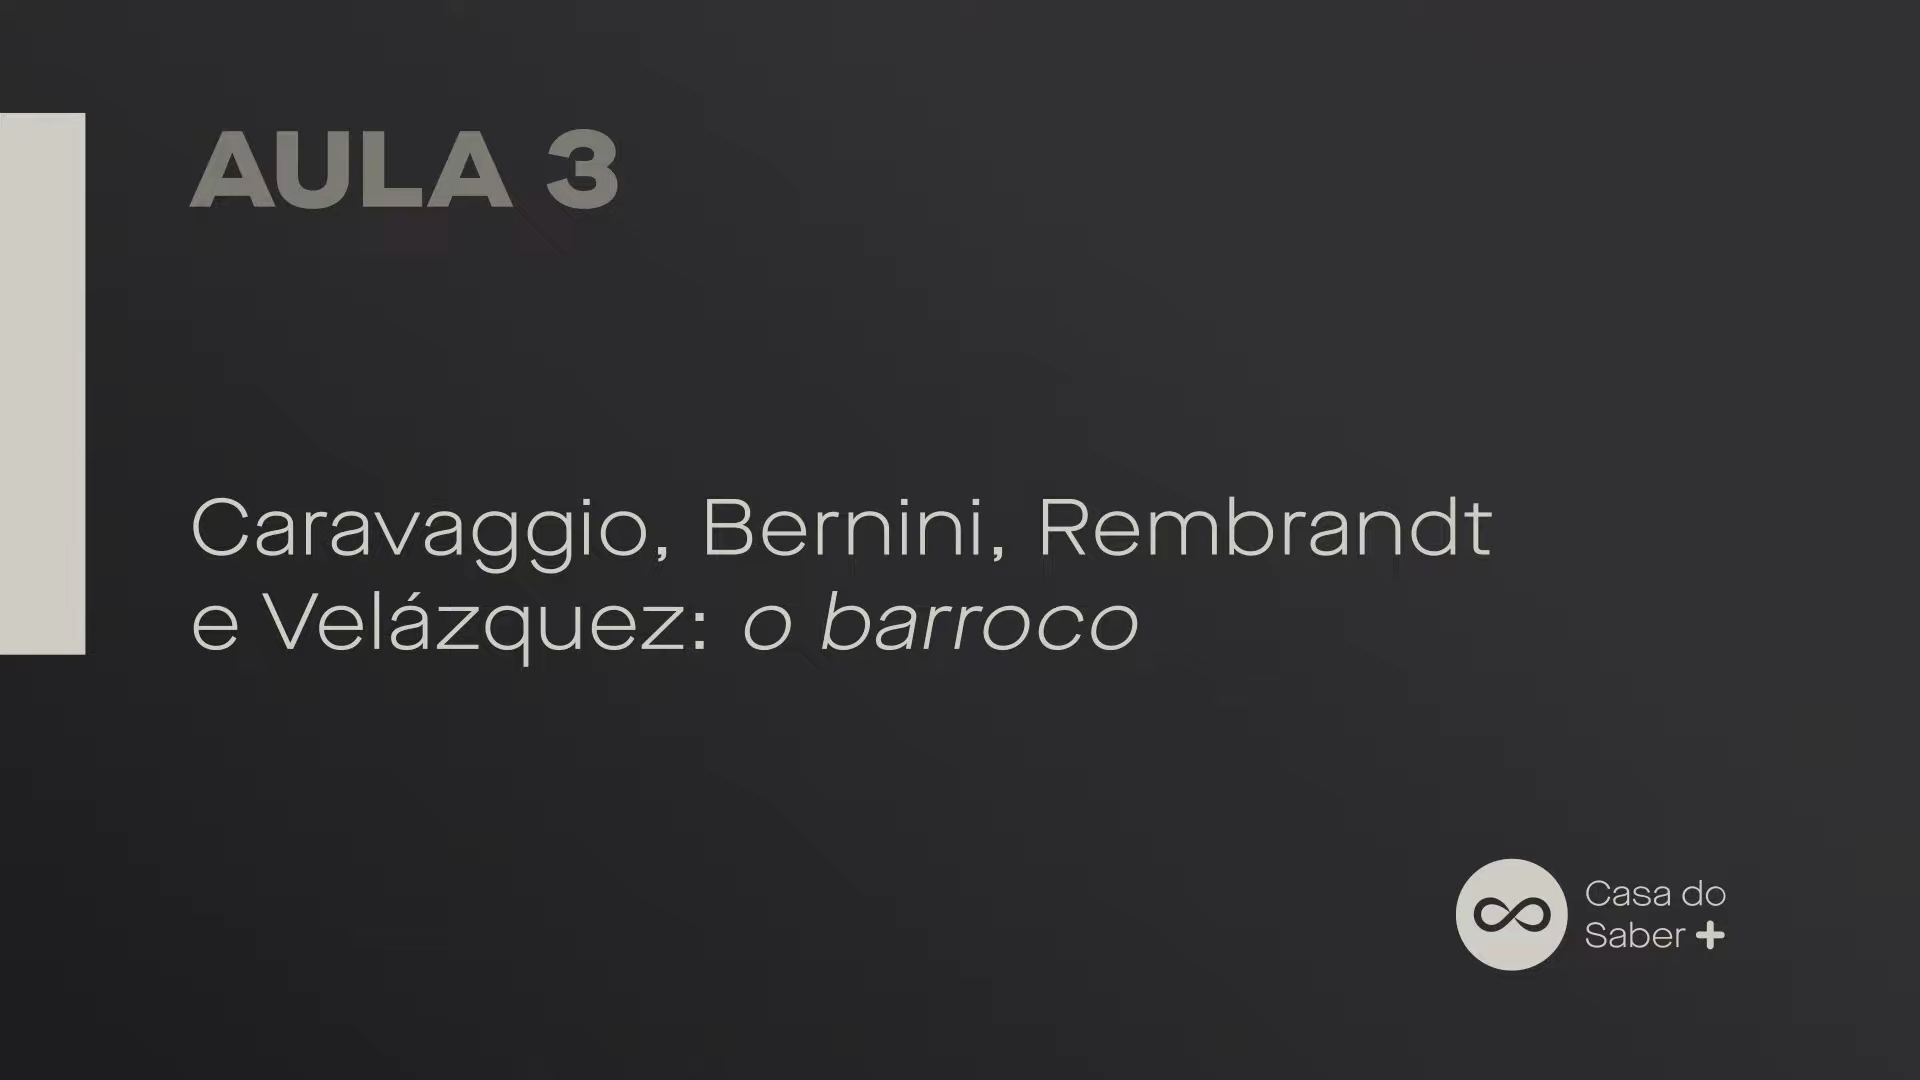 AULA 3
Caravaggio, Bernini, Rembrandt
e Velázquez: o barroco
Casa do
Saber +